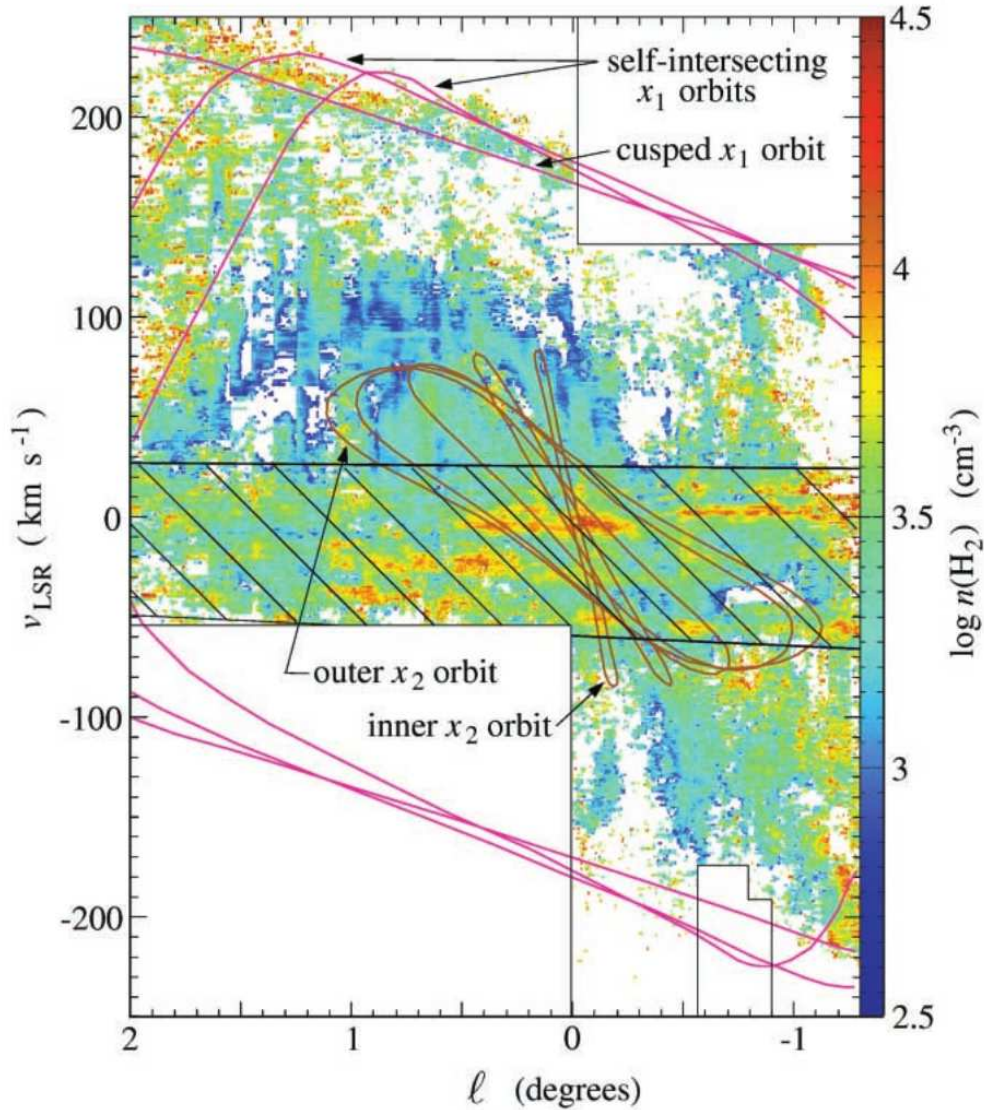 200
100
0
-100
-200
v_LSR ( km s⁻¹ )
self-intersecting
x₁ orbits
cusped x₁ orbit
outer x₂ orbit
inner x₂ orbit
2
1
0
-1
ℓ (degrees)
4.5
4
3.5
3
2.5
log n(H₂) (cm⁻³)